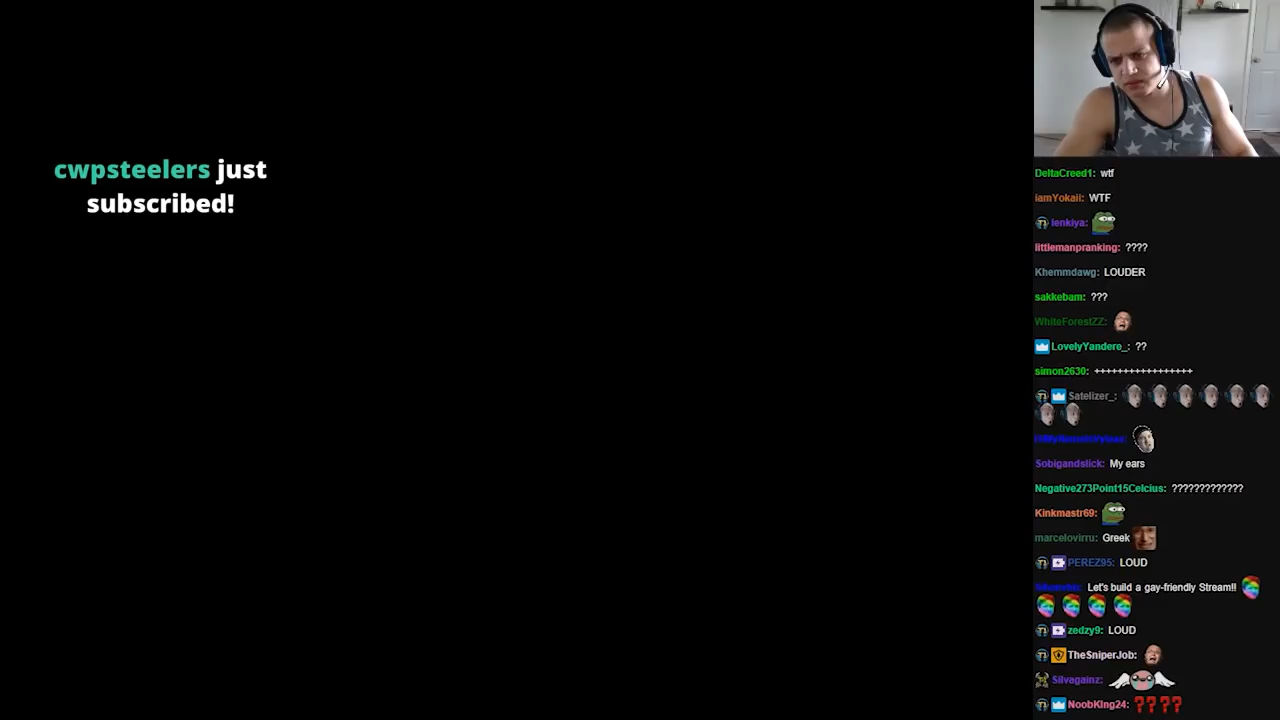 cwpsteelers just
subscribed!
DeltaCreed1: wtf
iamYokaii: WTF
lenkiya:
littlemanpranking: ????
Khemmdawg: LOUDER
sakkebam: ???
WhiteForestZZ:
LovelyYandere_: ??
simon2630: +++++++++++++++++
Satelizer_:
Sobigandslick: My ears
Negative273Point15Celcius: ?????????????
Kinkmastr69:
marcelovirru: Greek
PEREZ95: LOUD
Let's build a gay-friendly Stream!!
zedzy9: LOUD
TheSniperJob:
Silvagainz:
NoobKing24: ????